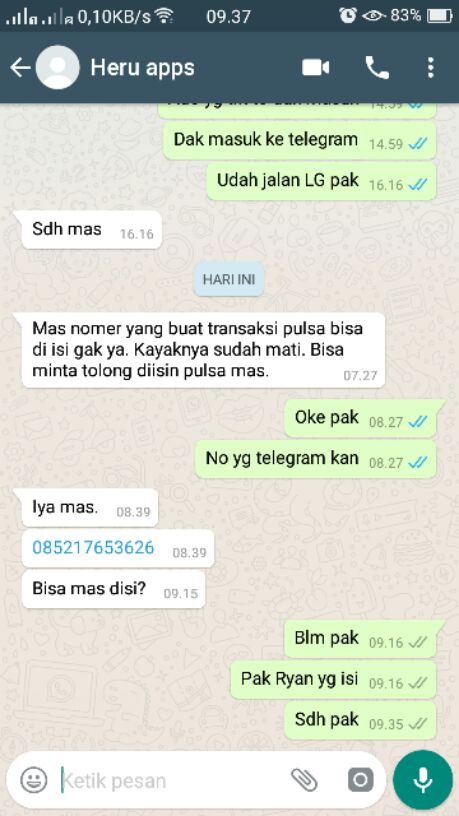 0,10KB/s 09.37 83%
Heru apps
14.59
Dak masuk ke telegram 14.59
Udah jalan LG pak 16.16
Sdh mas 16.16
HARI INI
Mas nomer yang buat transaksi pulsa bisa
di isi gak ya. Kayaknya sudah mati. Bisa
minta tolong diisin pulsa mas. 07.27
Oke pak 08.27
No yg telegram kan 08.27
Iya mas. 08.39
085217653626 08.39
Bisa mas disi? 09.15
Blm pak 09.16
Pak Ryan yg isi 09.16
Sdh pak 09.35
Ketik pesan